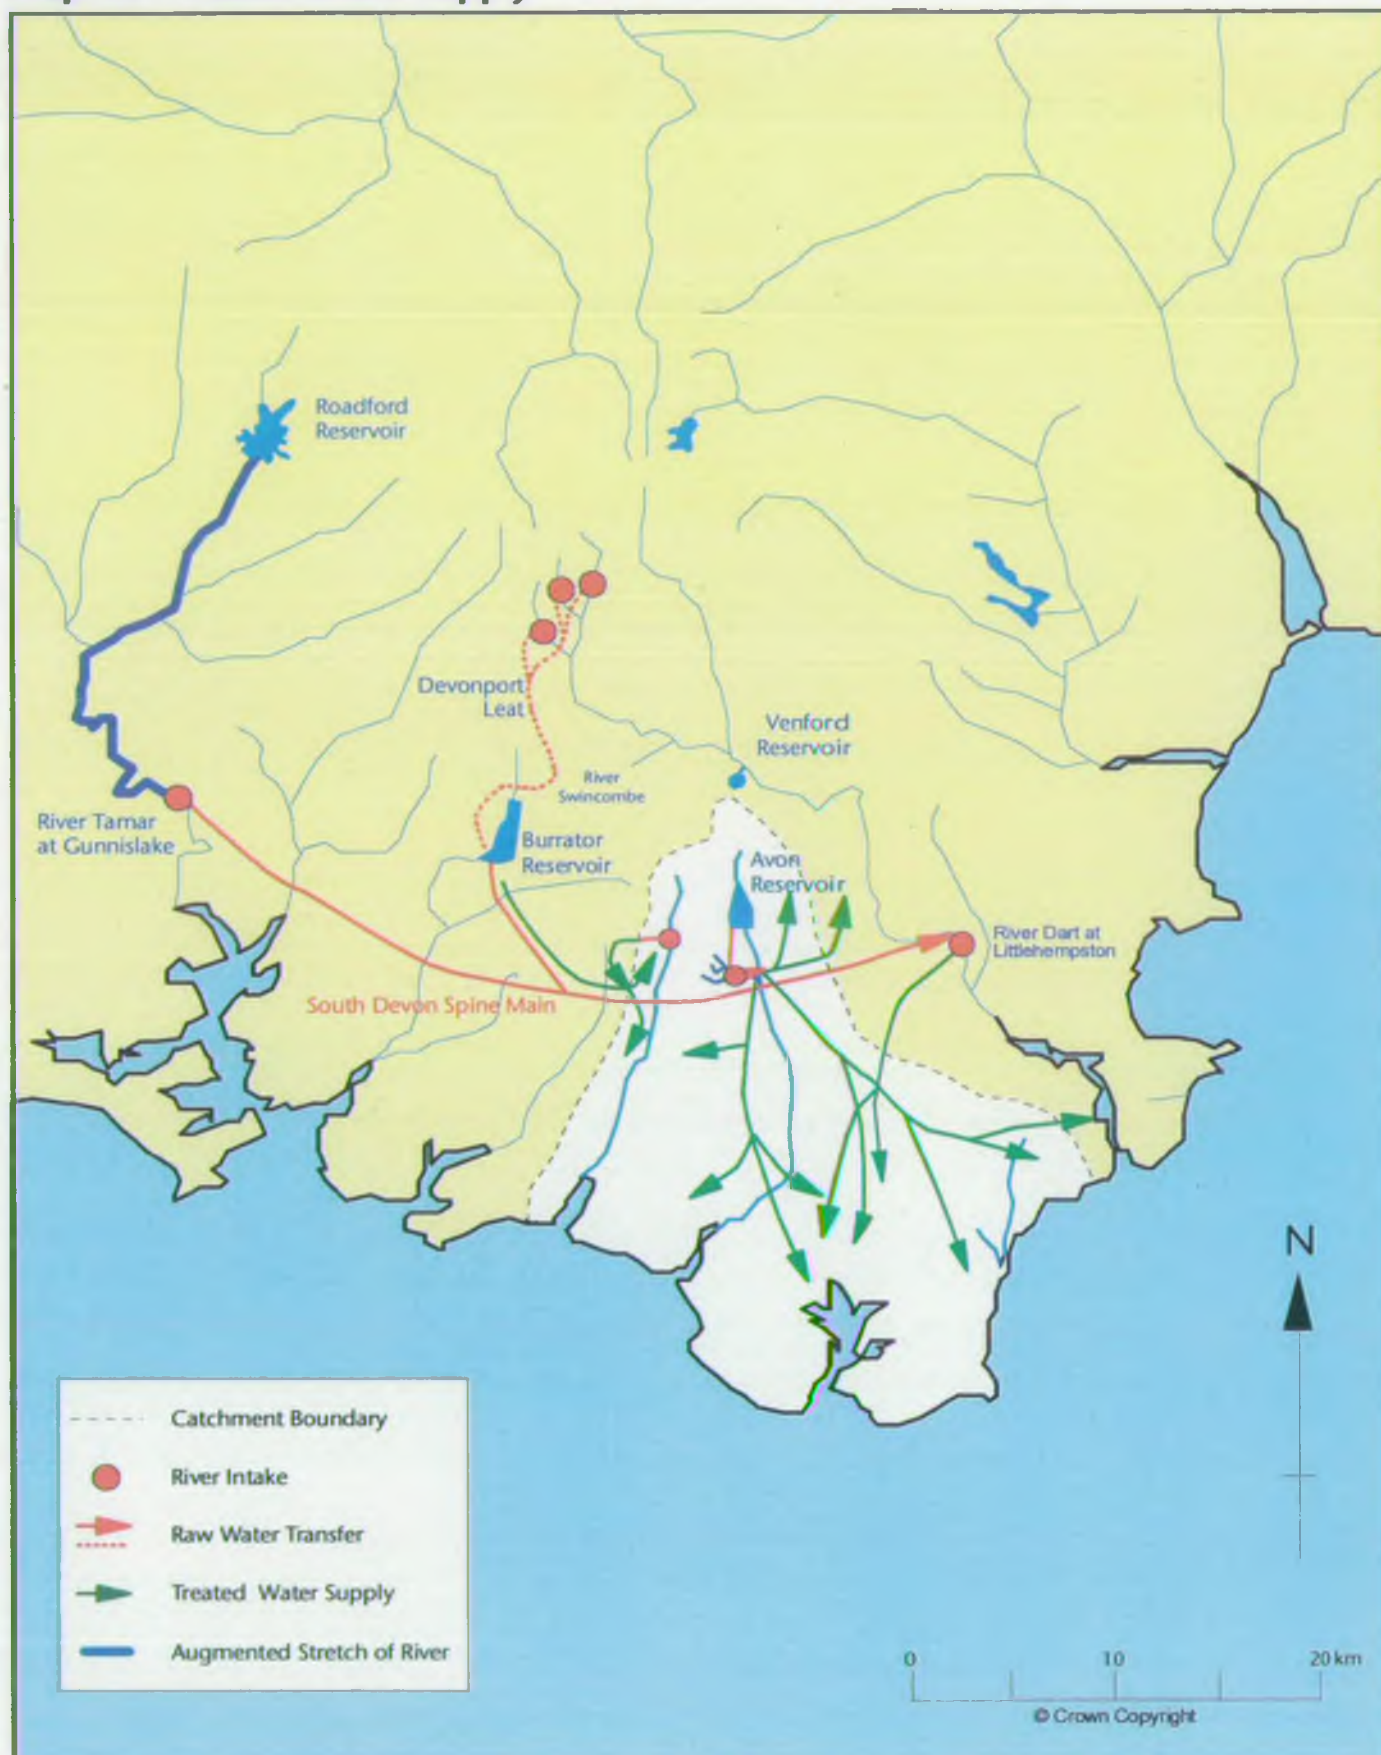 Roadford
Reservoir
Devonport
Leat
Venford
Reservoir
River
Swincombe
River Tamar
at Gunnislake
Burrator
Reservoir
Avon
Reservoir
River Dart at
Littlehempston
South Devon Spine Main
N
Catchment Boundary
River Intake
Raw Water Transfer
Treated Water Supply
Augmented Stretch of River
0 10 20 km
© Crown Copyright